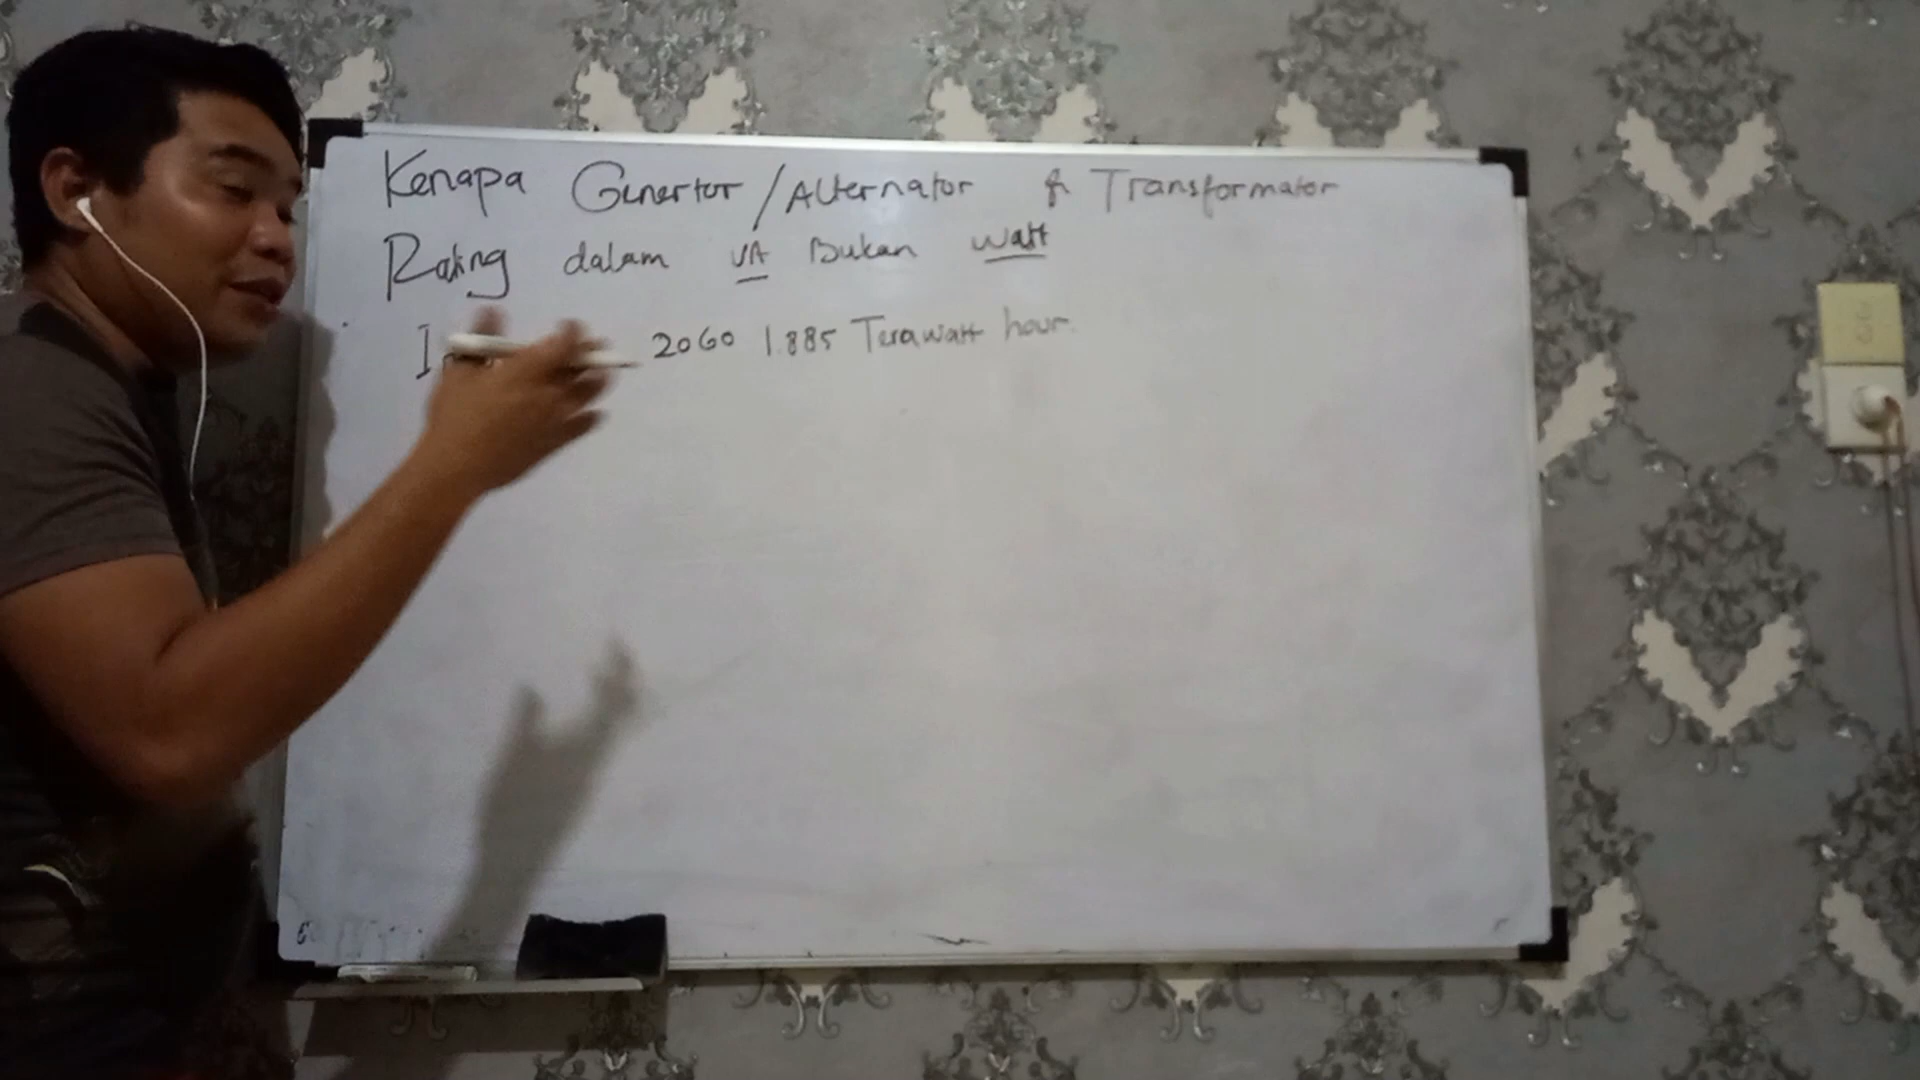 Kenapa Genertor / Alternator & Transformator
Rating dalam VA Bukan Watt
2060 1.885 Terawatt hour.